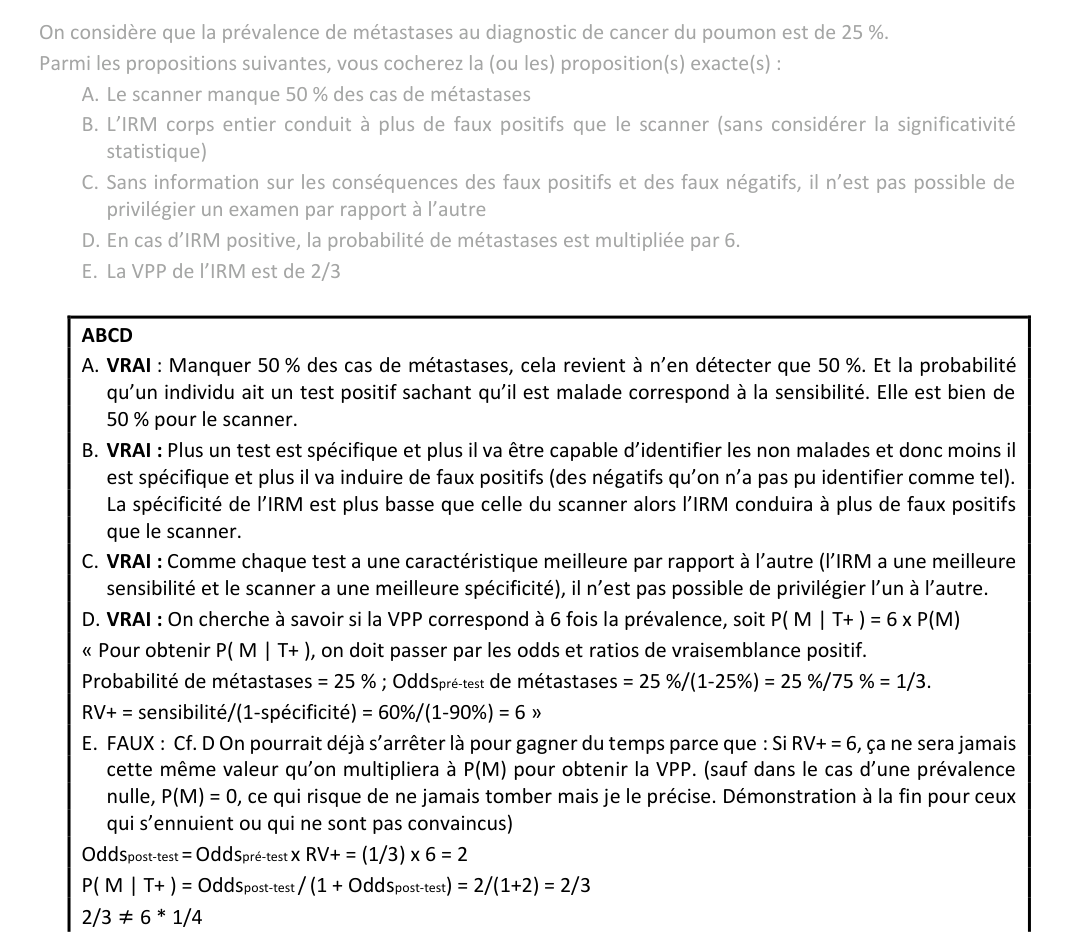 On considère que la prévalence de métastases au diagnostic de cancer du poumon est de 25 %.
Parmi les propositions suivantes, vous cocherez la (ou les) proposition(s) exacte(s) :
A. Le scanner manque 50 % des cas de métastases
B. L’IRM corps entier conduit à plus de faux positifs que le scanner (sans considérer la significativité
statistique)
C. Sans information sur les conséquences des faux positifs et des faux négatifs, il n’est pas possible de
privilégier un examen par rapport à l’autre
D. En cas d’IRM positive, la probabilité de métastases est multipliée par 6.
E. La VPP de l’IRM est de 2/3
ABCD
A. VRAI : Manquer 50 % des cas de métastases, cela revient à n’en détecter que 50 %. Et la probabilité
qu’un individu ait un test positif sachant qu’il est malade correspond à la sensibilité. Elle est bien de
50 % pour le scanner.
B. VRAI : Plus un test est spécifique et plus il va être capable d’identifier les non malades et donc moins il
est spécifique et plus il va induire de faux positifs (des négatifs qu’on n’a pas pu identifier comme tel).
La spécificité de l’IRM est plus basse que celle du scanner alors l’IRM conduira à plus de faux positifs
que le scanner.
C. VRAI : Comme chaque test a une caractéristique meilleure par rapport à l’autre (l’IRM a une meilleure
sensibilité et le scanner a une meilleure spécificité), il n’est pas possible de privilégier l’un à l’autre.
D. VRAI : On cherche à savoir si la VPP correspond à 6 fois la prévalence, soit P( M | T+ ) = 6 x P(M)
« Pour obtenir P( M | T+ ), on doit passer par les odds et ratios de vraisemblance positif.
Probabilité de métastases = 25 % ; Oddspré-test de métastases = 25 %/(1-25%) = 25 %/75 % = 1/3.
RV+ = sensibilité/(1-spécificité) = 60%/(1-90%) = 6 »
E. FAUX : Cf. D On pourrait déjà s’arrêter là pour gagner du temps parce que : Si RV+ = 6, ça ne sera jamais
cette même valeur qu’on multipliera à P(M) pour obtenir la VPP. (sauf dans le cas d’une prévalence
nulle, P(M) = 0, ce qui risque de ne jamais tomber mais je le précise. Démonstration à la fin pour ceux
qui s’ennuient ou qui ne sont pas convaincus)
Oddspost-test = Oddspré-test x RV+ = (1/3) x 6 = 2
P( M | T+ ) = Oddspost-test / (1 + Oddspost-test) = 2/(1+2) = 2/3
2/3 ≠ 6 * 1/4